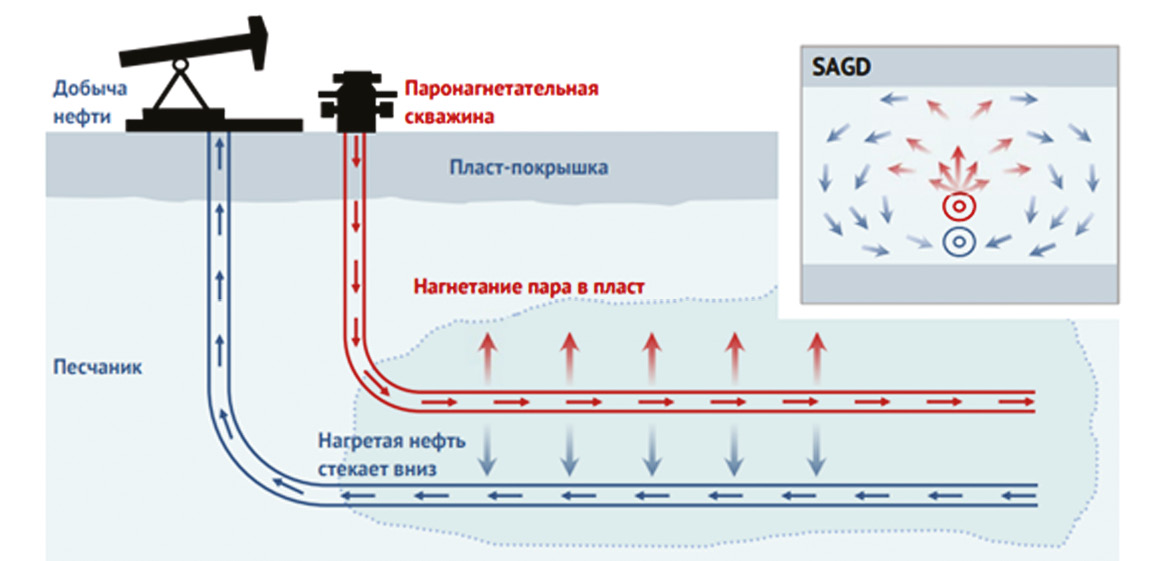 Добыча
нефти
Паронагнетательная
скважина
SAGD
Пласт-покрышка
Нагнетание пара в пласт
Песчаник
Нагретая нефть
стекает вниз